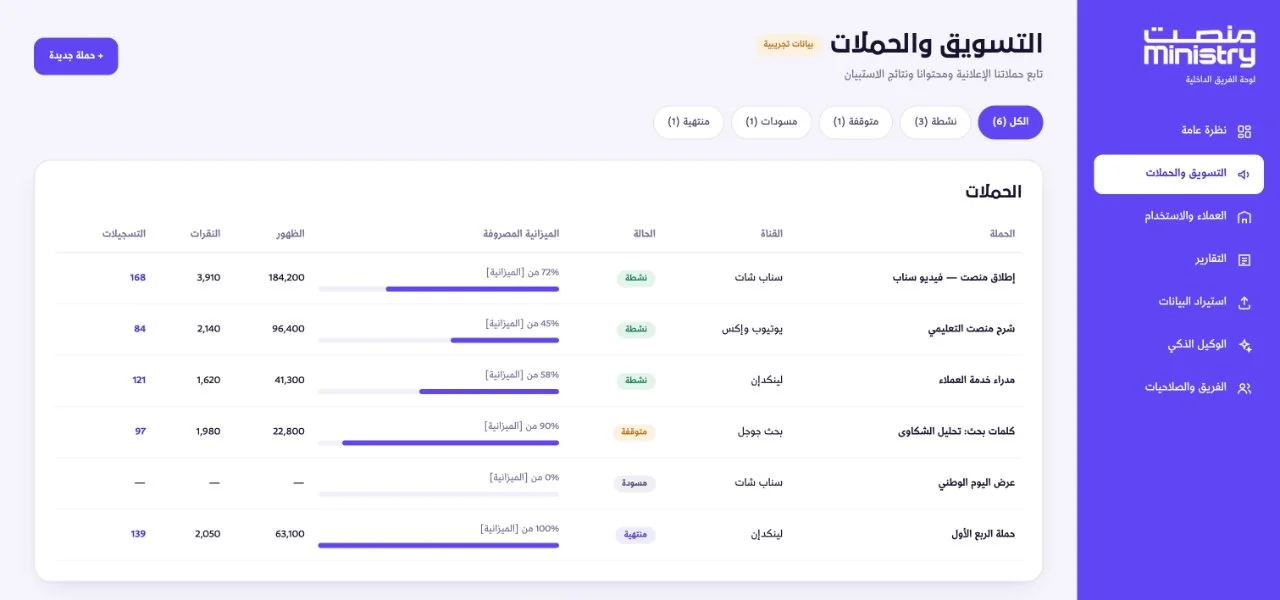 منصت
Ministry
لوحة الفريق الداخلية
نظرة عامة
التسويق والحملات
العملاء والاستخدام
التقارير
استيراد البيانات
الوكيل الذكي
الفريق والصلاحيات
التسويق والحملات بيانات تجريبية
تابع حملاتنا الإعلانية ومحتوانا ونتائج الاستبيان
+ حملة جديدة
الكل (6) نشطة (3) متوقفة (1) مسودات (1) منتهية (1)
الحملات
الحملة القناة الحالة الميزانية المصروفة الظهور النقرات التسجيلات
إطلاق منصت — فيديو سناب سناب شات نشطة 72% من [الميزانية] 184,200 3,910 168
شرح منصت التعليمي يوتيوب وإكس نشطة 45% من [الميزانية] 96,400 2,140 84
مدراء خدمة العملاء لينكدإن نشطة 58% من [الميزانية] 41,300 1,620 121
كلمات بحث: تحليل الشكاوى بحث جوجل متوقفة 90% من [الميزانية] 22,800 1,980 97
عرض اليوم الوطني سناب شات مسودة 0% من [الميزانية] — — —
حملة الربع الأول لينكدإن منتهية 100% من [الميزانية] 63,100 2,050 139